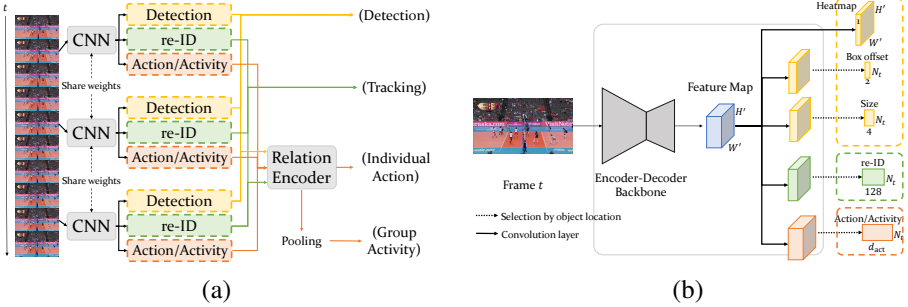 t
CNN
Detection
re-ID
Action/Activity
Share weights
CNN
Detection
re-ID
Action/Activity
Share weights
CNN
Detection
re-ID
Action/Activity
Relation
Encoder
Pooling
(Detection)
(Tracking)
(Individual
Action)
(Group
Activity)
(a)
Frame t
Encoder-Decoder
Backbone
Feature Map
H'
W'
Selection by object location
Convolution layer
Heatmap
1
H'
W'
Box offset
N_t
2
Size
N_t
4
re-ID
N_t
128
Action/Activity
N_t
d_act
(b)